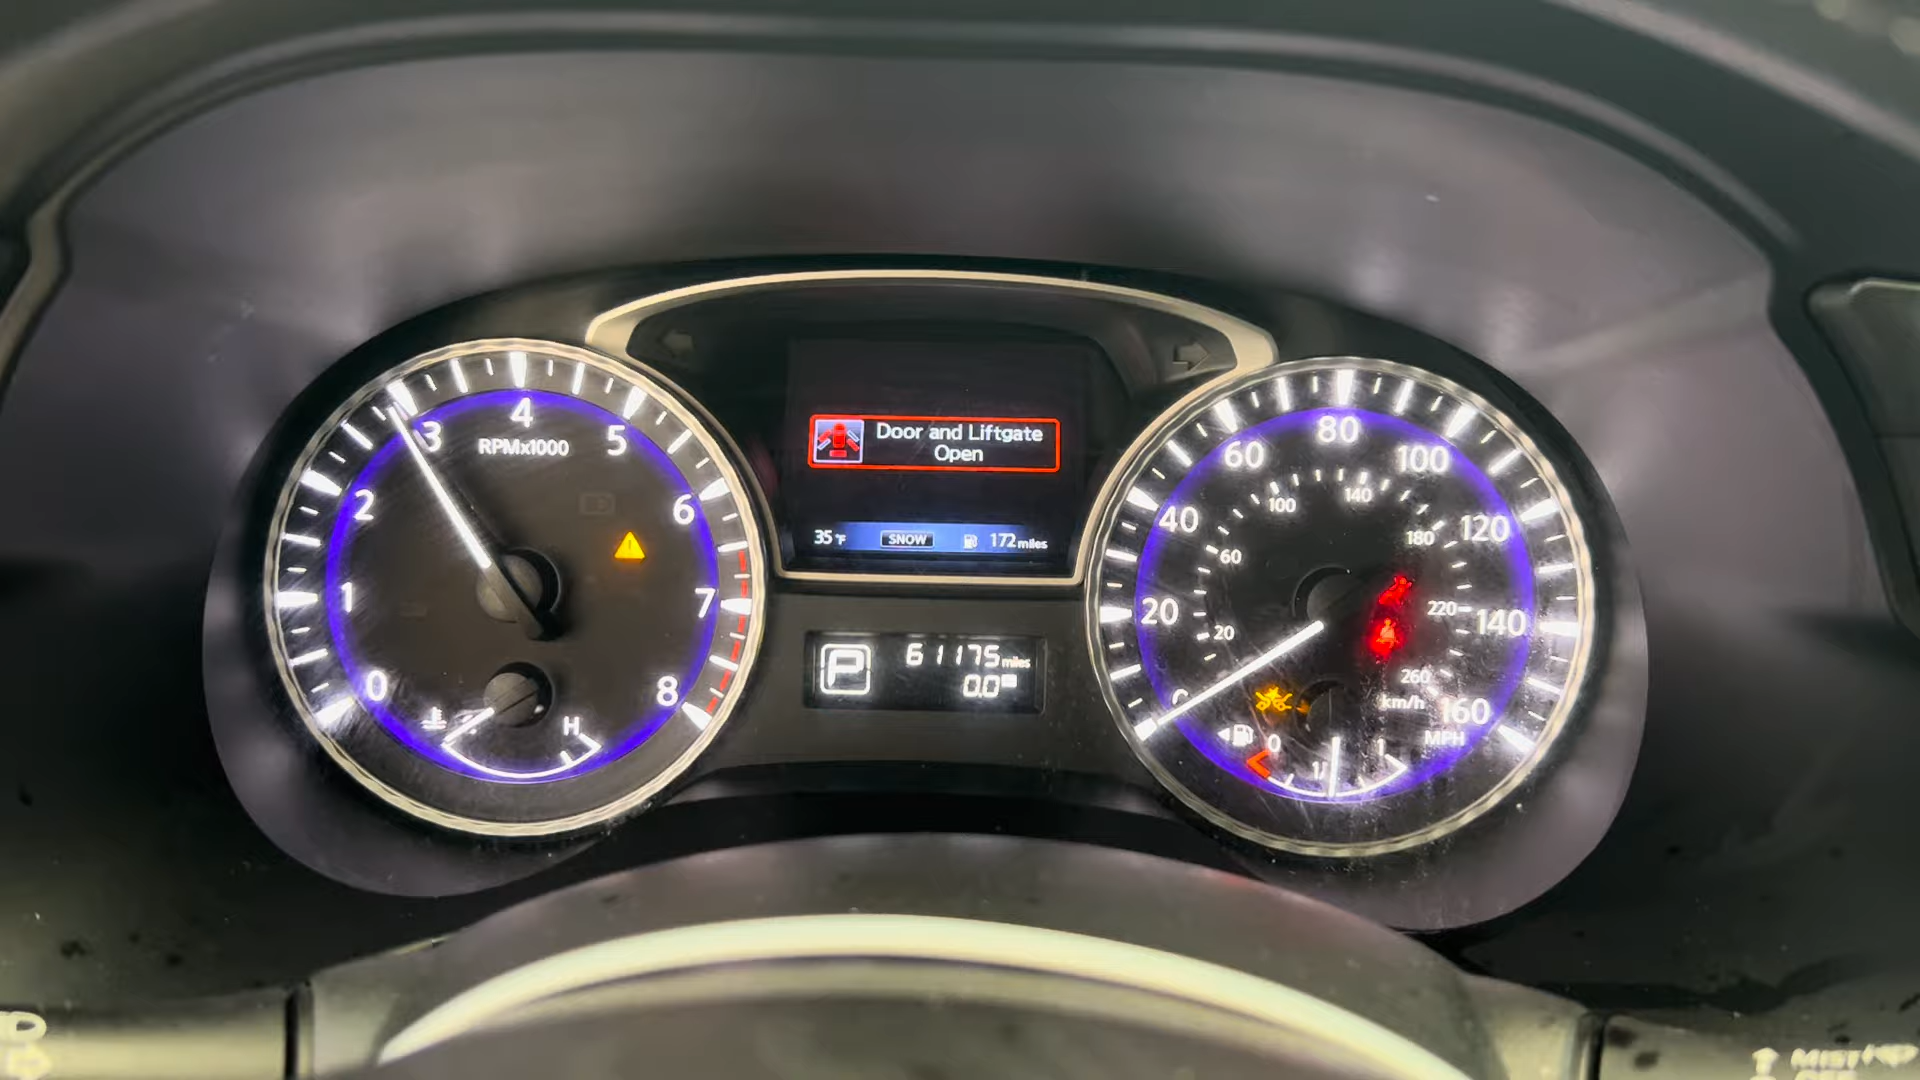 Door and Liftgate
Open
35°F
SNOW
172 miles
0
1
2
3
4
5
6
7
8
RPMx1000
H
P
61175 miles
0.0
20
40
60
80
100
120
140
160
MPH
20
60
100
140
180
220
260
km/h
0
1
MIST